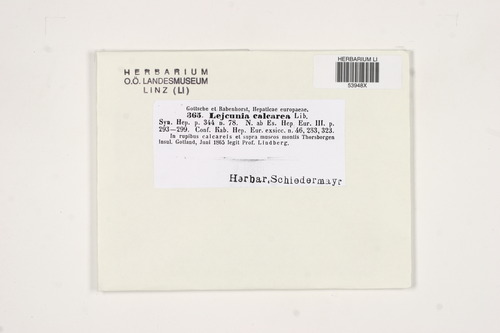 HERBARIUM
O.Ö. LANDESMUSEUM
LINZ (LI)
HERBARIUM LI
53948X
Gottsche et Rabenhorst, Hepaticae europaeae.
365. Lejeunia calcarea Lib.
Syn. Hep. p. 344 n. 78. N. ab Es. Hep. Eur. III. p.
293—299. Conf. Rab. Hep. Eur. exsicc. n. 46, 233, 323.
In rupibus calcareis et supra muscos montis Thorsborgen
Insul. Gotland, Juni 1865 legit Prof. Lindberg.
Herbar, Schiedermayr